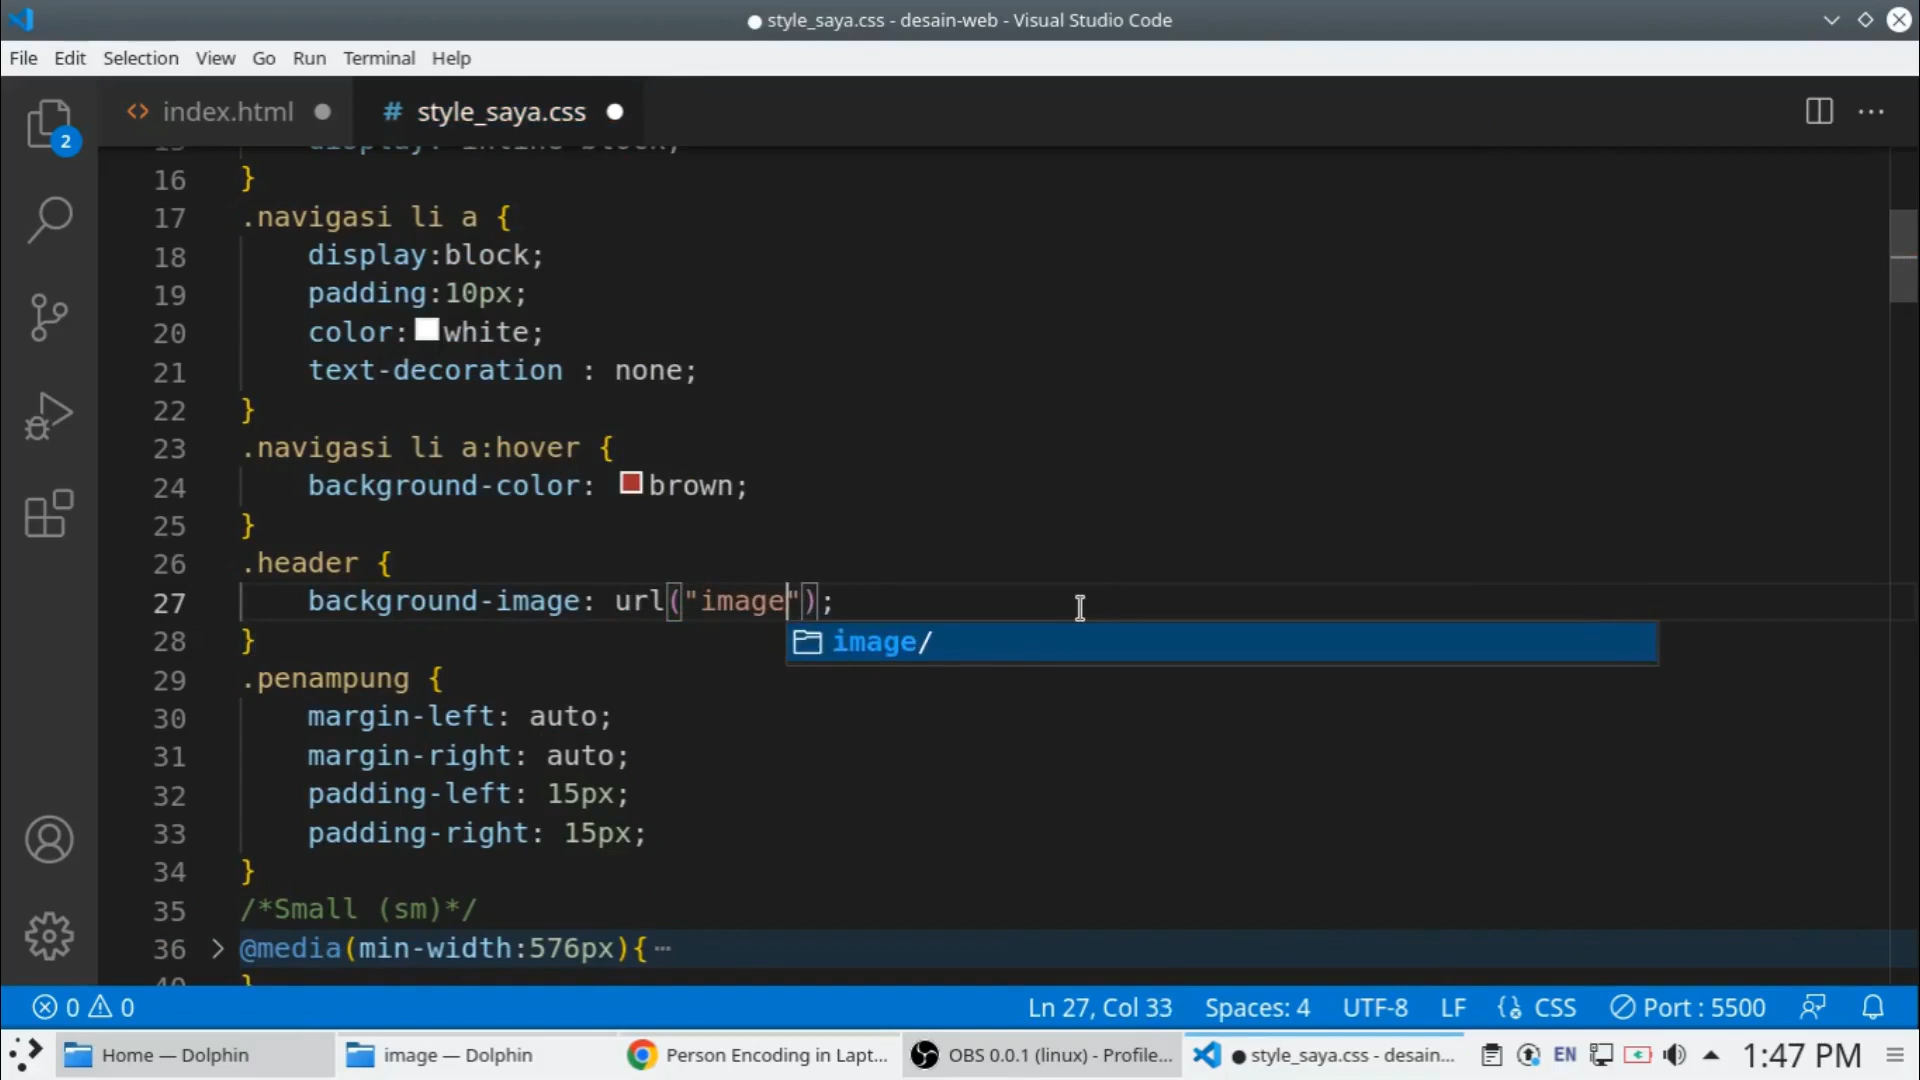 style_saya.css - desain-web - Visual Studio Code
File Edit Selection View Go Run Terminal Help
2
index.html
# style_saya.css
15 display: inline-block;
16 }
17 .navigasi li a {
18 display:block;
19 padding:10px;
20 color:white;
21 text-decoration : none;
22 }
23 .navigasi li a:hover {
24 background-color: brown;
25 }
26 .header {
27 background-image: url("image");
image/
28 }
29 .penampung {
30 margin-left: auto;
31 margin-right: auto;
32 padding-left: 15px;
33 padding-right: 15px;
34 }
35 /*Small (sm)*/
36 @media(min-width:576px){
40 }
0 0 Ln 27, Col 33 Spaces: 4 UTF-8 LF CSS Port : 5500
Home — Dolphin image — Dolphin Person Encoding in Lapt... OBS 0.0.1 (linux) - Profile... style_saya.css - desain... EN 1:47 PM